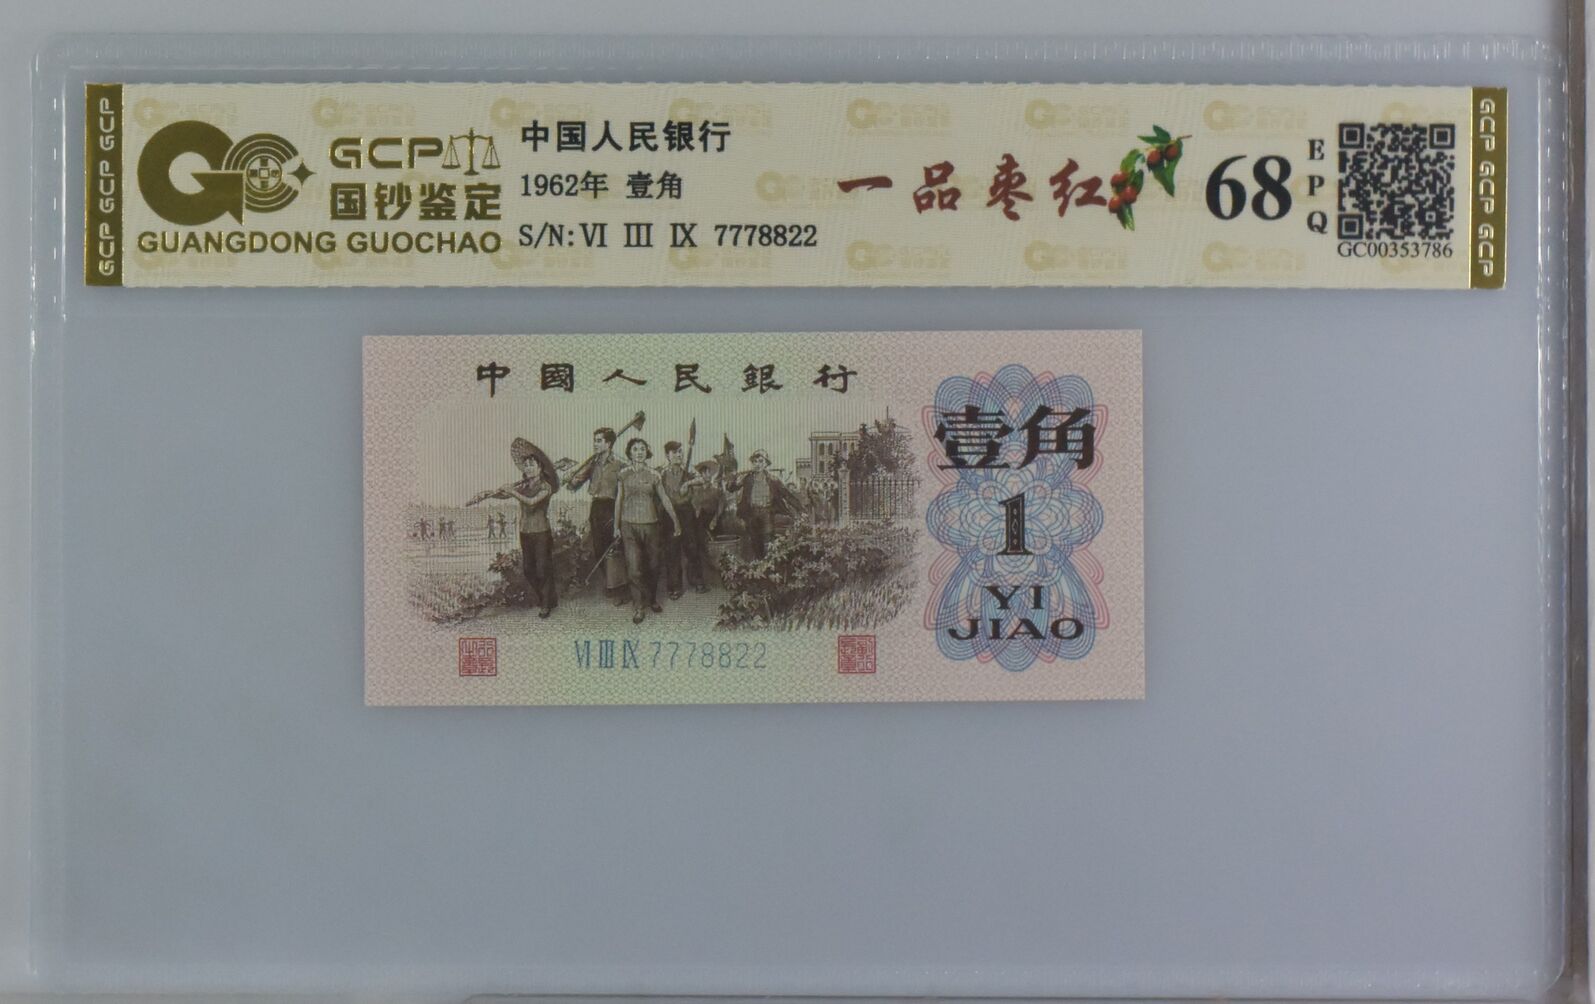 GCP GCP GCP
GCP
国钞鉴定
GUANGDONG GUOCHAO
中国人民银行
1962年 壹角
S/N: VI III IX 7778822
一品枣红
68
EPQ
GC00353786
GCP GCP GCP
中國人民銀行
壹角
1
YI
JIAO
VI III IX 7778822